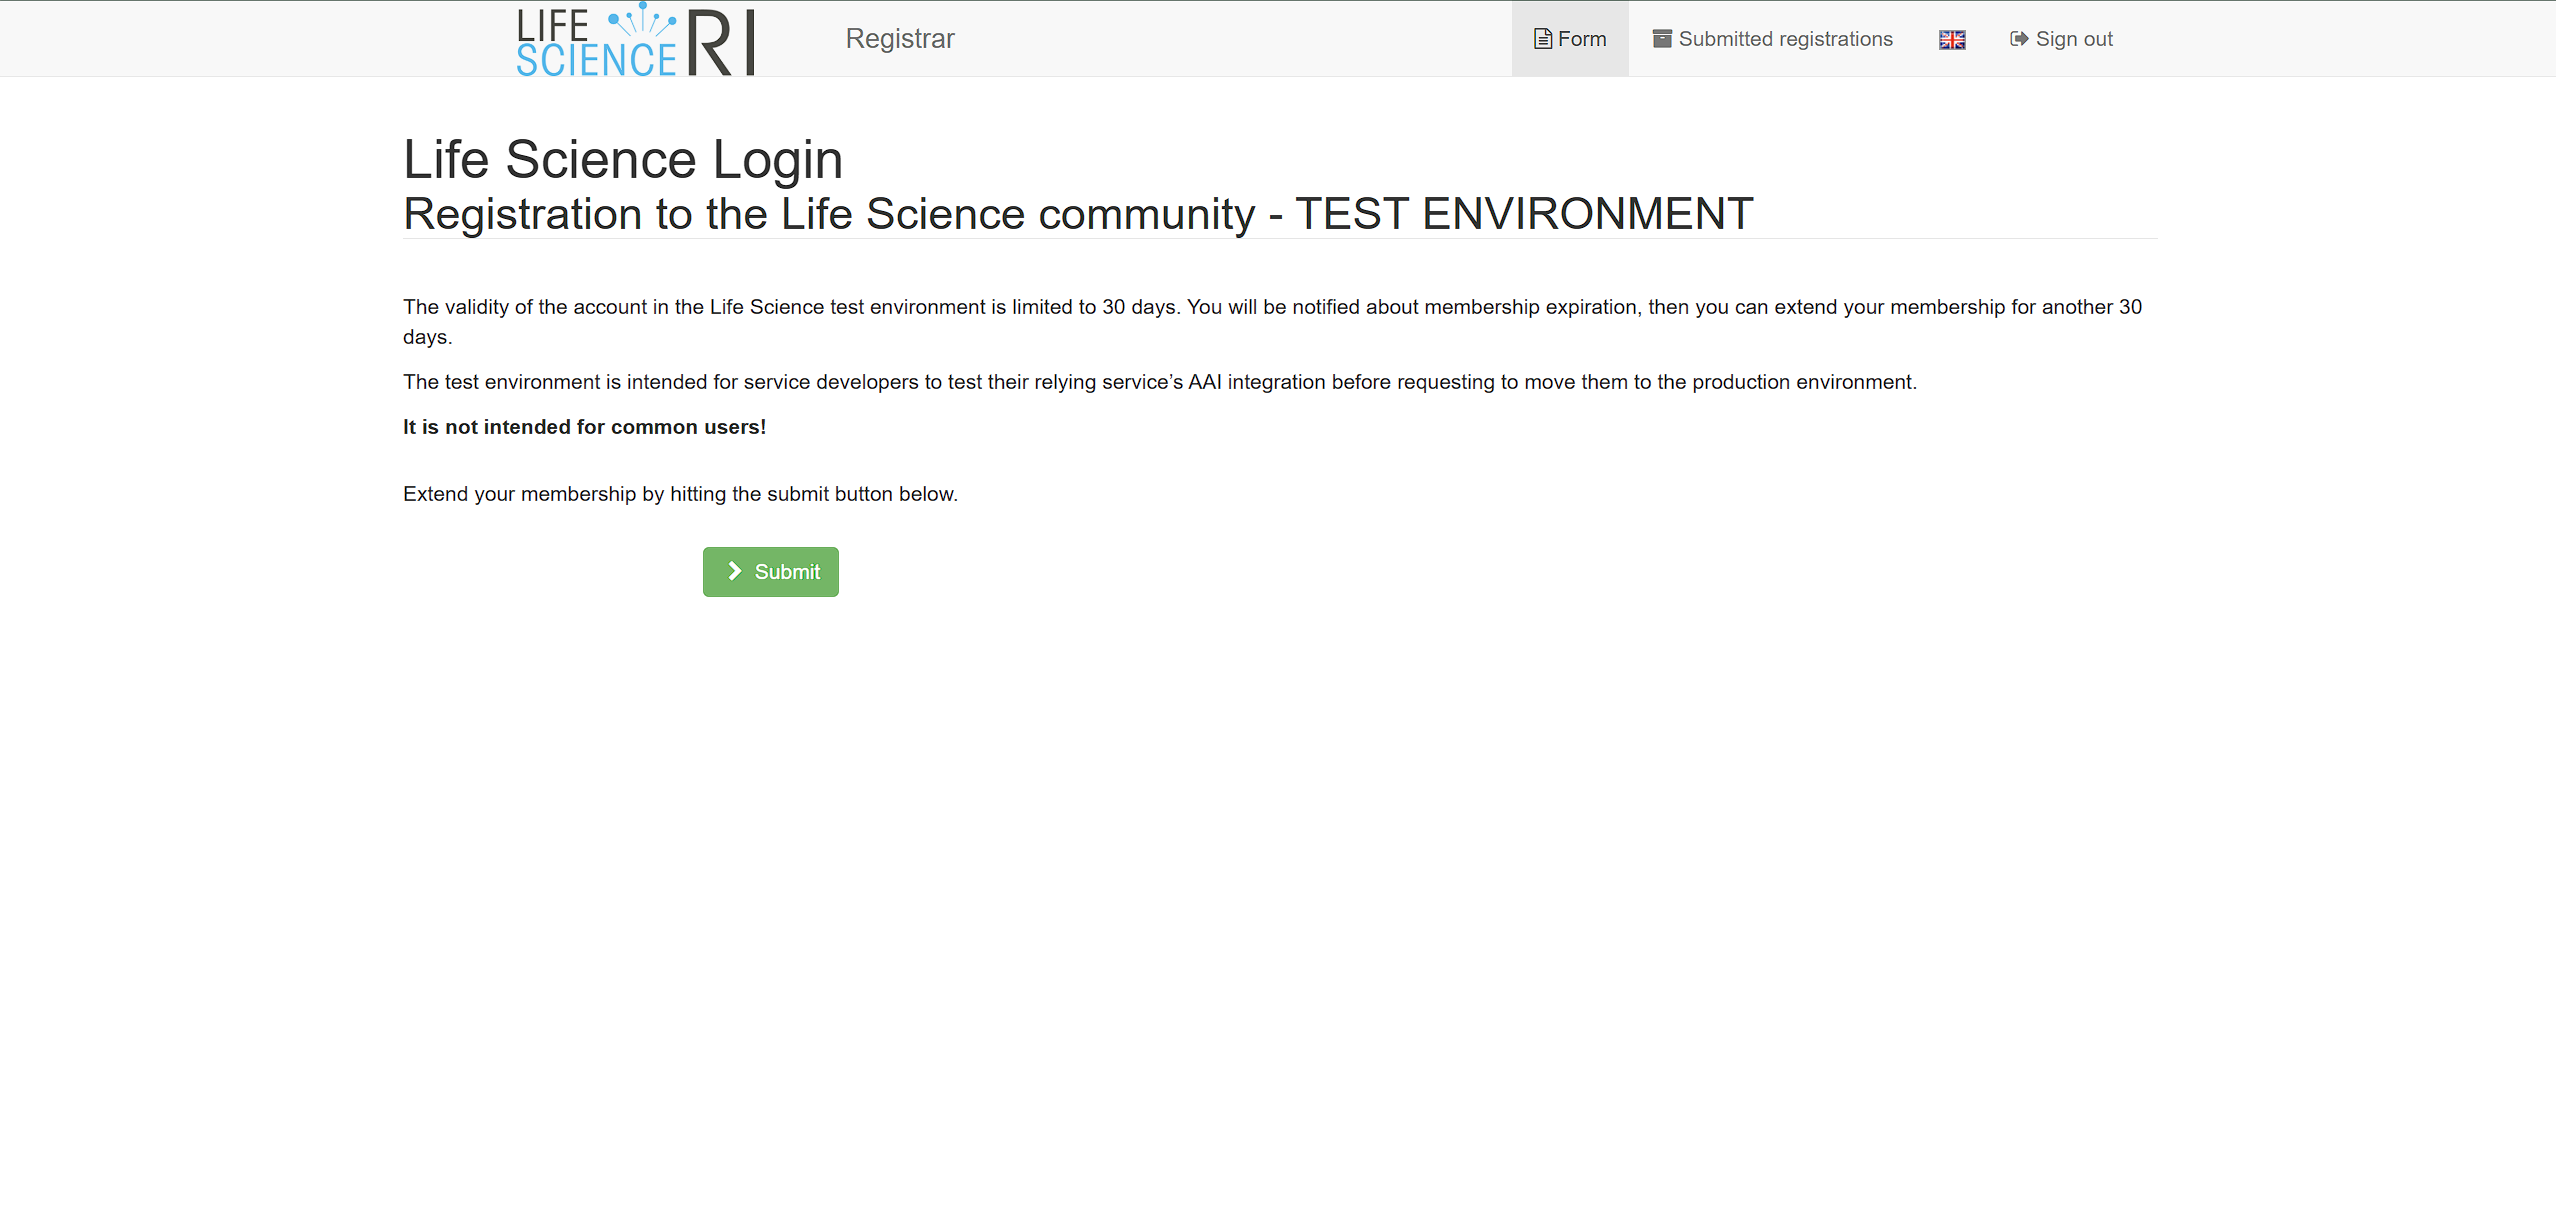 LIFE
SCIENCE RI
Registrar
Form
Submitted registrations
Sign out
Life Science Login
Registration to the Life Science community - TEST ENVIRONMENT
The validity of the account in the Life Science test environment is limited to 30 days. You will be notified about membership expiration, then you can extend your membership for another 30
days.
The test environment is intended for service developers to test their relying service’s AAI integration before requesting to move them to the production environment.
It is not intended for common users!
Extend your membership by hitting the submit button below.
Submit